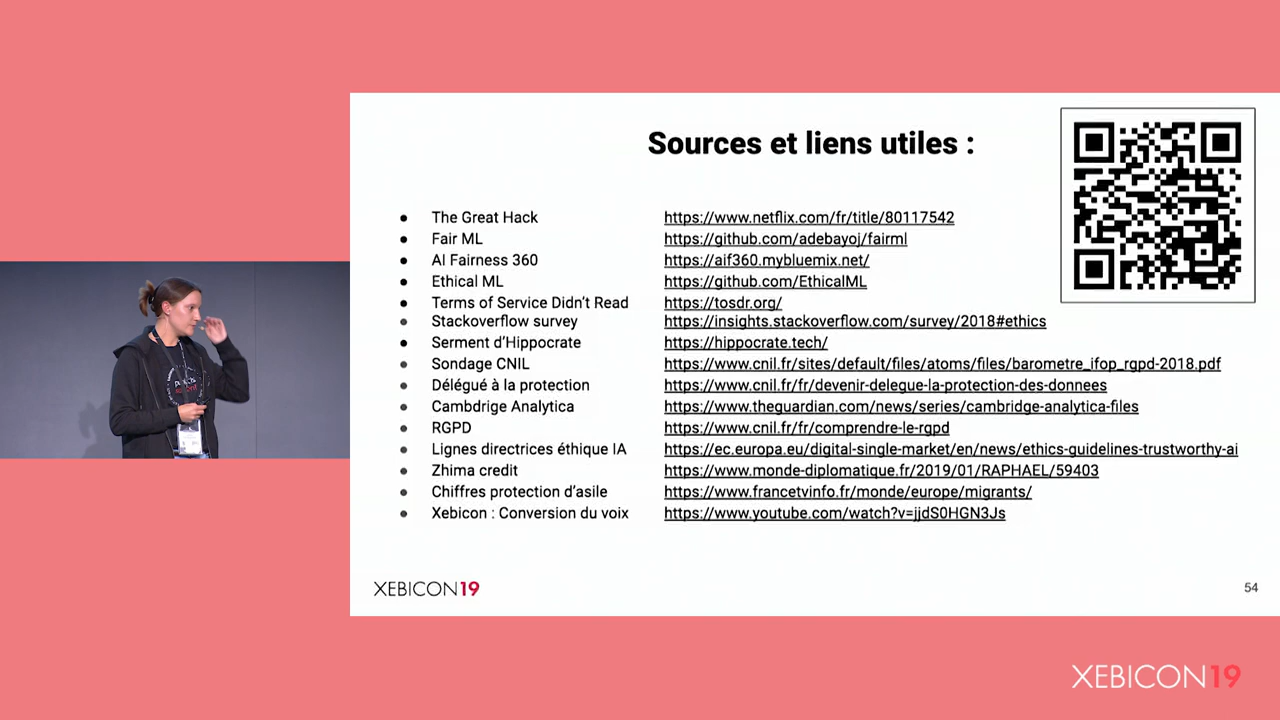 Sources et liens utiles :
● The Great Hack https://www.netflix.com/fr/title/80117542
● Fair ML https://github.com/adebayoj/fairml
● AI Fairness 360 https://aif360.mybluemix.net/
● Ethical ML https://github.com/EthicalML
● Terms of Service Didn't Read https://tosdr.org/
● Stackoverflow survey https://insights.stackoverflow.com/survey/2018#ethics
● Serment d'Hippocrate https://hippocrate.tech/
● Sondage CNIL https://www.cnil.fr/sites/default/files/atoms/files/barometre_ifop_rgpd-2018.pdf
● Délégué à la protection https://www.cnil.fr/fr/devenir-delegue-la-protection-des-donnees
● Cambdrige Analytica https://www.theguardian.com/news/series/cambridge-analytica-files
● RGPD https://www.cnil.fr/fr/comprendre-le-rgpd
● Lignes directrices éthique IA https://ec.europa.eu/digital-single-market/en/news/ethics-guidelines-trustworthy-ai
● Zhima credit https://www.monde-diplomatique.fr/2019/01/RAPHAEL/59403
● Chiffres protection d'asile https://www.francetvinfo.fr/monde/europe/migrants/
● Xebicon : Conversion du voix https://www.youtube.com/watch?v=jjdS0HGN3Js
XEBICON19
54
XEBICON19